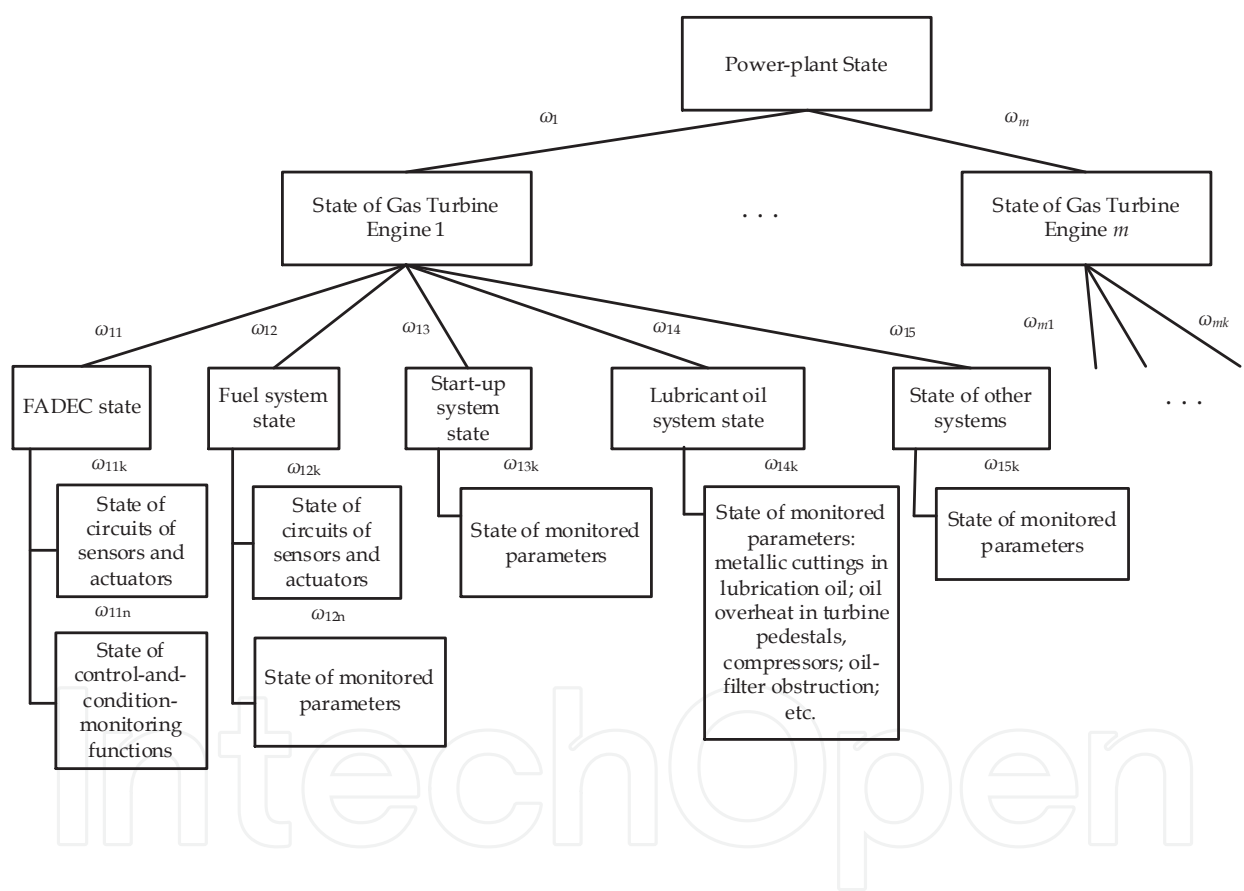 Power-plant State
ω1
ωm
State of Gas Turbine
Engine 1
. . .
State of Gas Turbine
Engine m
ω11
ω12
ω13
ω14
ω15
ωm1
ωmk
FADEC state
Fuel system
state
Start-up
system
state
Lubricant oil
system state
State of other
systems
. . .
ω11k
ω12k
ω13k
ω14k
ω15k
State of
circuits of
sensors and
actuators
State of
circuits of
sensors and
actuators
State of monitored
parameters
State of monitored
parameters:
metallic cuttings in
lubrication oil; oil
overheat in turbine
pedestals,
compressors; oil-
filter obstruction;
etc.
State of monitored
parameters
ω11n
ω12n
State of
control-and-
condition-
monitoring
functions
State of monitored
parameters
IntechOpen